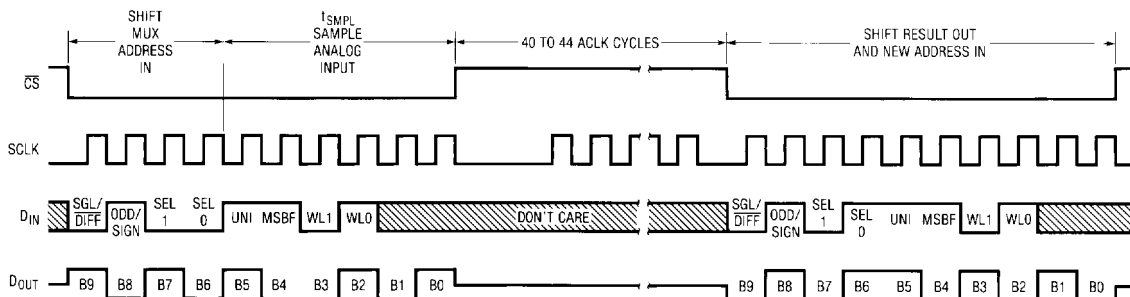 SHIFT
MUX
ADDRESS
IN
tSMPL
SAMPLE
ANALOG
INPUT
40 TO 44 ACLK CYCLES
SHIFT RESULT OUT
AND NEW ADDRESS IN
CS
SCLK
DIN
SGL/
DIFF
ODD/
SIGN
SEL
1
SEL
0
UNI
MSBF
WL1
WL0
DON'T CARE
SGL/
DIFF
ODD/
SIGN
SEL
1
SEL
0
UNI
MSBF
WL1
WL0
DOUT
B9 B8 B7 B6 B5 B4 B3 B2 B1 B0
B9 B8 B7 B6 B5 B4 B3 B2 B1 B0